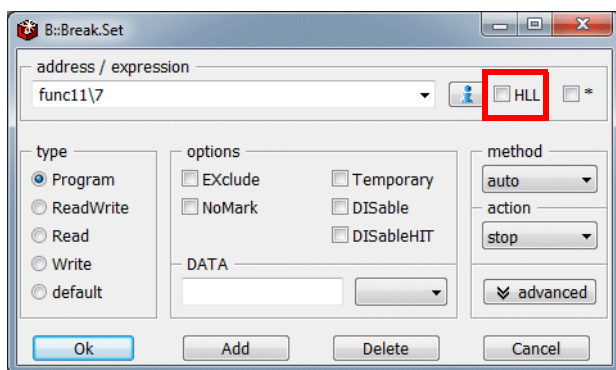 B::Break.Set
address / expression
func11\7
HLL
*
type
Program
ReadWrite
Read
Write
default
options
EXclude
Temporary
NoMark
DISable
DISableHIT
DATA
method
auto
action
stop
advanced
Ok
Add
Delete
Cancel